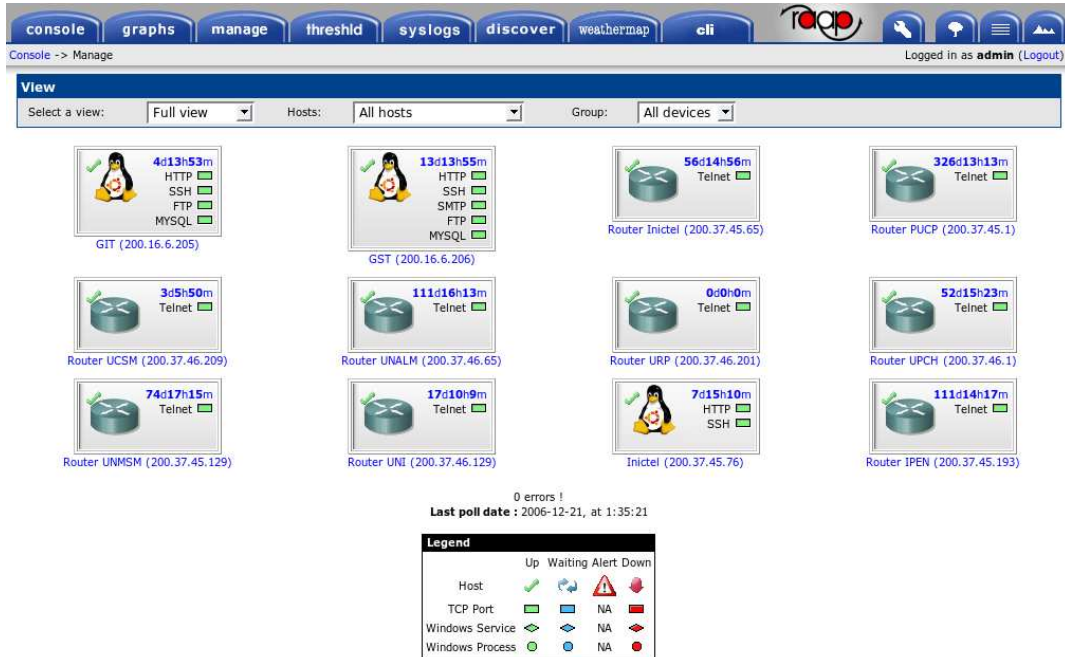 console graphs manage threshld syslogs discover weathermap cli raap
Console -> Manage Logged in as admin (Logout)
View
Select a view: Full view Hosts: All hosts Group: All devices
4d13h53m
HTTP
SSH
FTP
MYSQL
GIT (200.16.6.205)
13d13h55m
HTTP
SSH
SMTP
FTP
MYSQL
GST (200.16.6.206)
56d14h56m
Telnet
Router Inictel (200.37.45.65)
326d13h13m
Telnet
Router PUCP (200.37.45.1)
3d5h50m
Telnet
Router UCSM (200.37.46.209)
111d16h13m
Telnet
Router UNALM (200.37.46.65)
0d0h0m
Telnet
Router URP (200.37.46.201)
52d15h23m
Telnet
Router UPCH (200.37.46.1)
74d17h15m
Telnet
Router UNMSM (200.37.45.129)
17d10h9m
Telnet
Router UNI (200.37.46.129)
7d15h10m
HTTP
SSH
Inictel (200.37.45.76)
111d14h17m
Telnet
Router IPEN (200.37.45.193)
0 errors !
Last poll date : 2006-12-21, at 1:35:21
Legend
Up Waiting Alert Down
Host
TCP Port NA
Windows Service NA
Windows Process NA